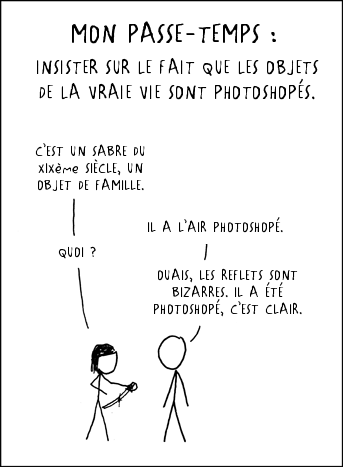 MON PASSE-TEMPS :
INSISTER SUR LE FAIT QUE LES OBJETS
DE LA VRAIE VIE SONT PHOTOSHOPÉS.
C'EST UN SABRE DU
XIXème SIÈCLE, UN
OBJET DE FAMILLE.
IL A L'AIR PHOTOSHOPÉ.
QUOI ?
OUAIS, LES REFLETS SONT
BIZARRES. IL A ÉTÉ
PHOTOSHOPÉ, C'EST CLAIR.